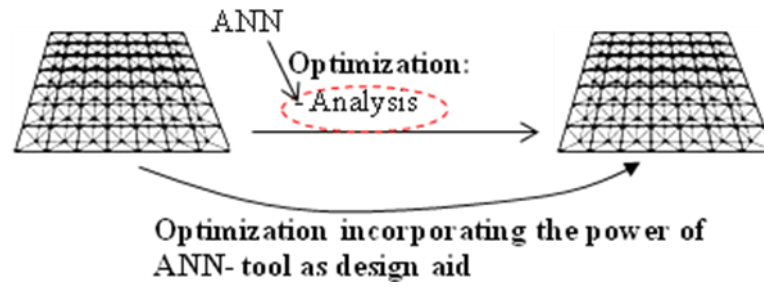 ANN
Optimization:
- Analysis
Optimization incorporating the power of
ANN- tool as design aid